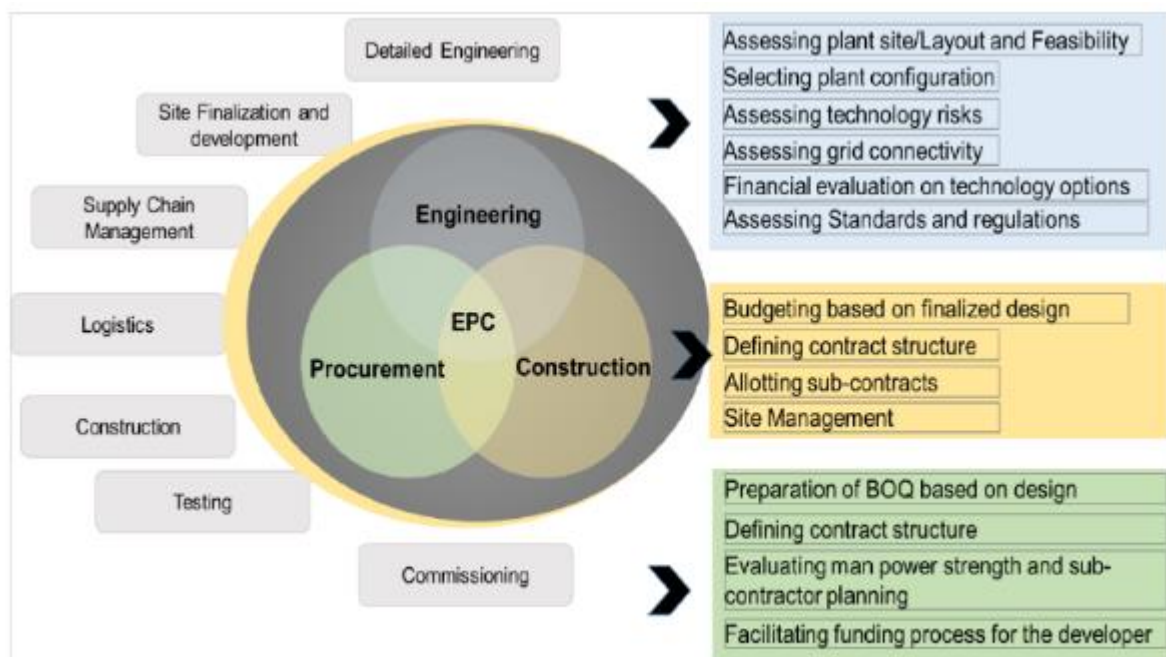 Detailed Engineering
Site Finalization and
development
Supply Chain
Management
Logistics
Construction
Testing
Commissioning
Engineering
EPC
Procurement
Construction
Assessing plant site/Layout and Feasibility
Selecting plant configuration
Assessing technology risks
Assessing grid connectivity
Financial evaluation on technology options
Assessing Standards and regulations
Budgeting based on finalized design
Defining contract structure
Allotting sub-contracts
Site Management
Preparation of BOQ based on design
Defining contract structure
Evaluating man power strength and sub-
contractor planning
Facilitating funding process for the developer